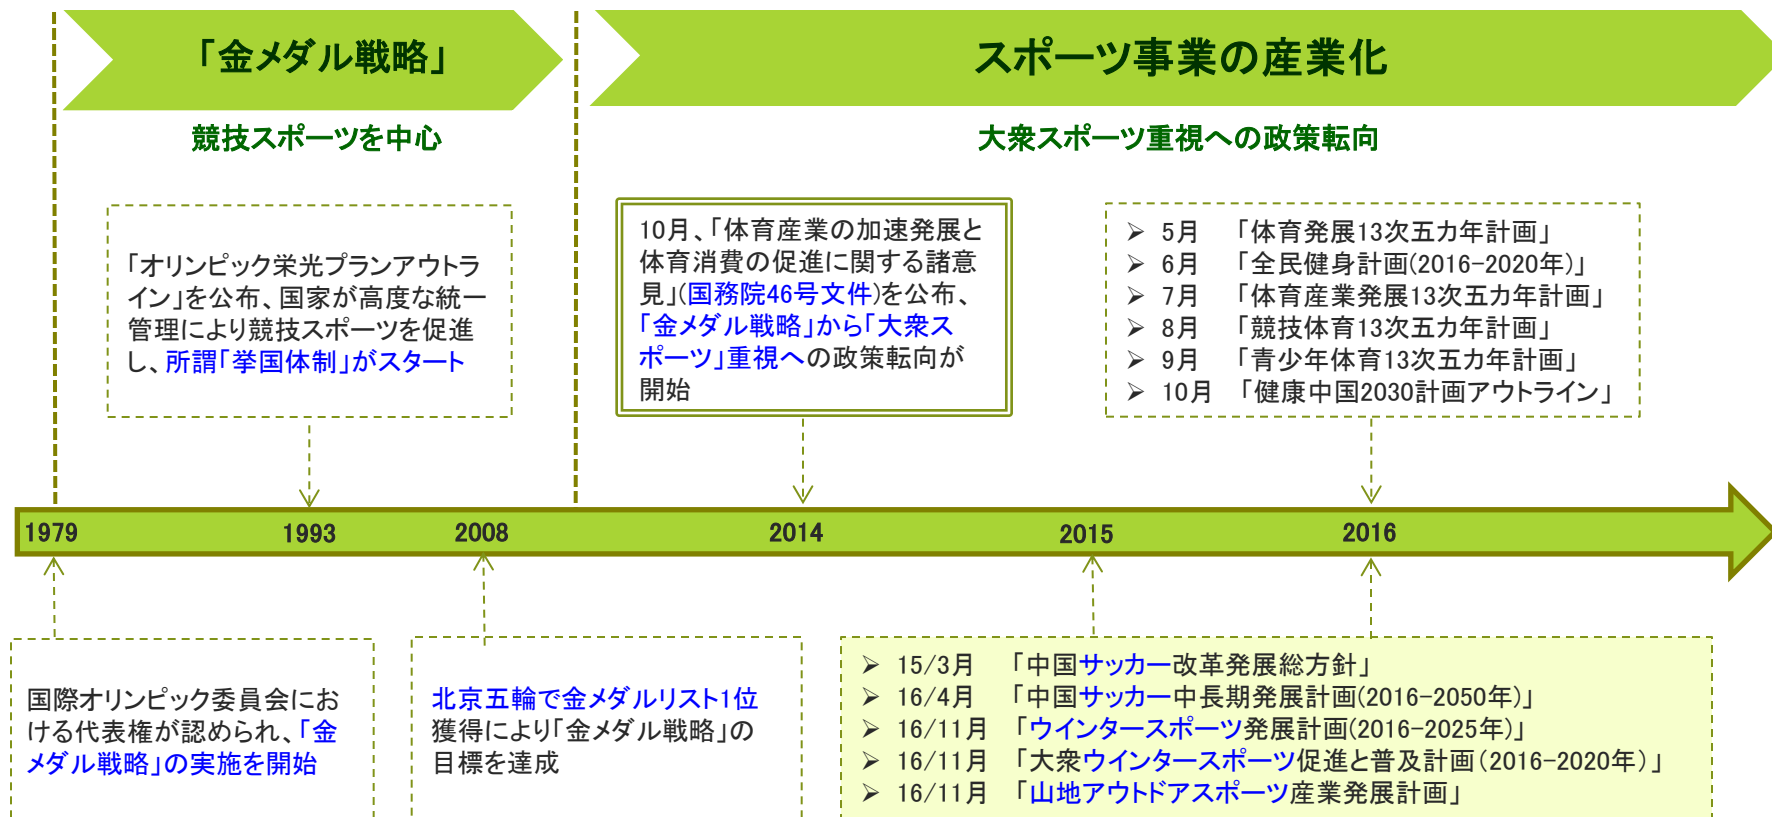 「金メダル戦略」
スポーツ事業の産業化
競技スポーツを中心
大衆スポーツ重視への政策転向
「オリンピック栄光プランアウトラ
イン」を公布、国家が高度な統一
管理により競技スポーツを促進
し、所謂「挙国体制」がスタート
10月、「体育産業の加速発展と
体育消費の促進に関する諸意
見」(国務院46号文件)を公布、
「金メダル戦略」から「大衆ス
ポーツ」重視への政策転向が
開始
➢ 5月 「体育発展13次五カ年計画」
➢ 6月 「全民健身計画(2016-2020年)」
➢ 7月 「体育産業発展13次五カ年計画」
➢ 8月 「競技体育13次五カ年計画」
➢ 9月 「青少年体育13次五カ年計画」
➢ 10月 「健康中国2030計画アウトライン」
1979
1993
2008
2014
2015
2016
国際オリンピック委員会にお
ける代表権が認められ、「金
メダル戦略」の実施を開始
北京五輪で金メダルリスト1位
獲得により「金メダル戦略」の
目標を達成
➢ 15/3月 「中国サッカー改革発展総方針」
➢ 16/4月 「中国サッカー中長期発展計画(2016-2050年)」
➢ 16/11月 「ウインタースポーツ発展計画(2016-2025年)」
➢ 16/11月 「大衆ウインタースポーツ促進と普及計画（2016-2020年）」
➢ 16/11月 「山地アウトドアスポーツ産業発展計画」